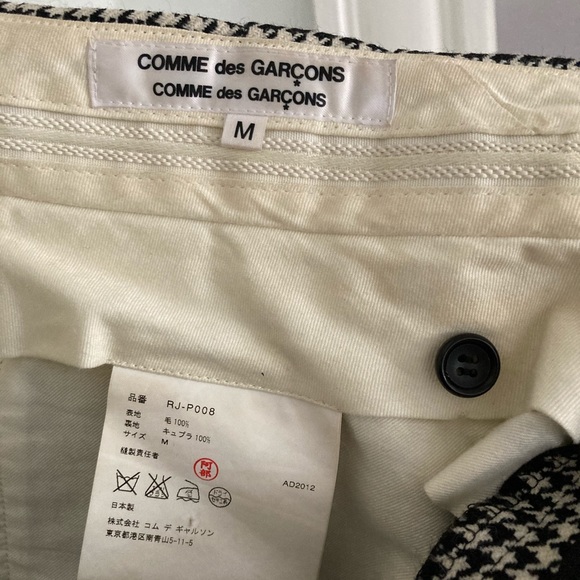 COMME des GARÇONS
COMME des GARÇONS
M
品番 RJ-P008
表地 毛100%
裏地 キュプラ100%
サイズ M
縫製責任者
阿部
AD2012
日本製
株式会社 コム デ ギャルソン
東京都港区南青山5-11-5